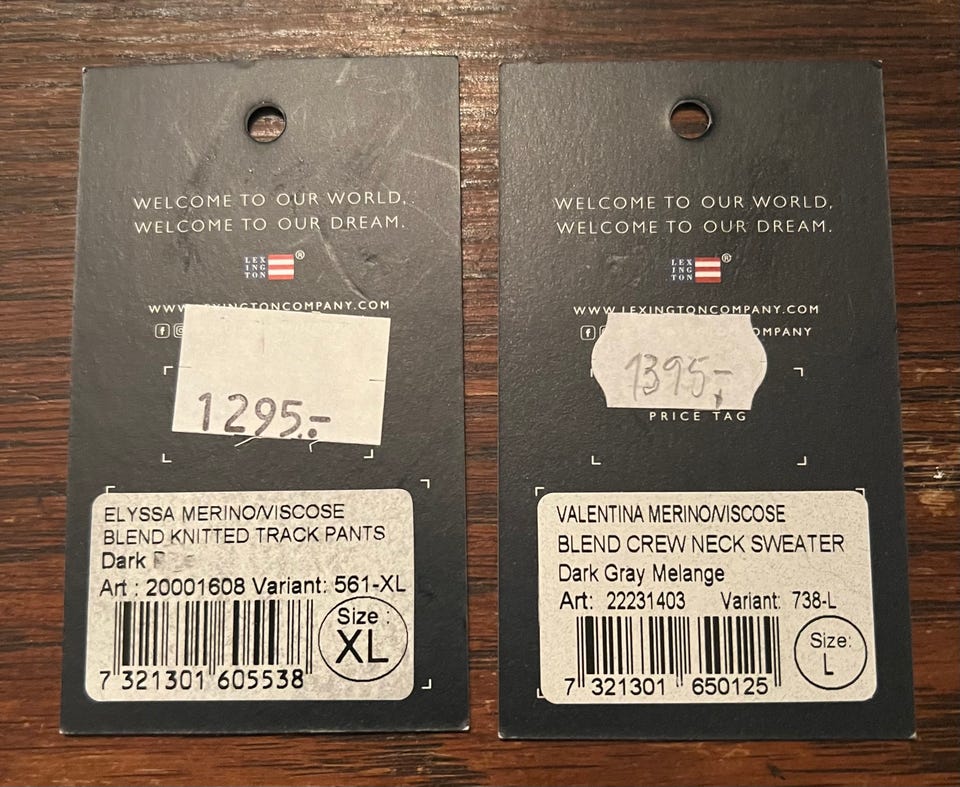 WELCOME TO OUR WORLD,
WELCOME TO OUR DREAM.
LEX
ING
TON
®
WWW.LEXINGTONCOMPANY.COM
1295.-
ELYSSA MERINO/VISCOSE
BLEND KNITTED TRACK PANTS
Dark
Art : 20001608 Variant: 561-XL
Size :
XL
7 321301 605538
WELCOME TO OUR WORLD,
WELCOME TO OUR DREAM.
LEX
ING
TON
®
WWW.LEXINGTONCOMPANY.COM
OMPANY
1395,-
PRICE TAG
VALENTINA MERINO/VISCOSE
BLEND CREW NECK SWEATER
Dark Gray Melange
Art: 22231403 Variant: 738-L
Size:
L
7 321301 650125